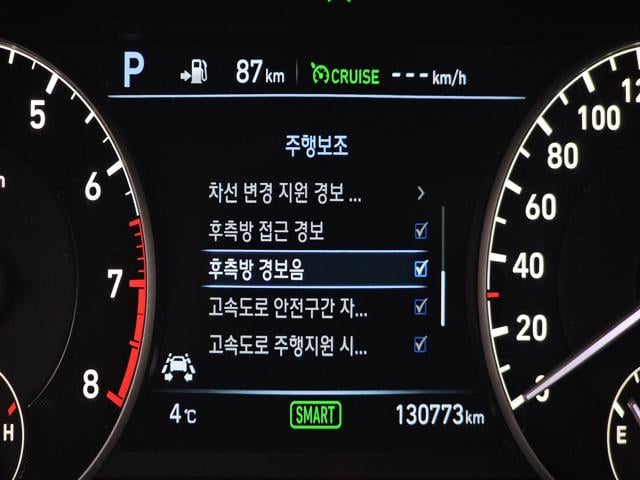 P 87 km CRUISE ---km/h
주행보조
차선 변경 지원 경보 ...
후측방 접근 경보
후측방 경보음
고속도로 안전구간 자...
고속도로 주행지원 시...
4°C SMART 130773km
5
6
7
8
H
100
80
60
40
20
0
E